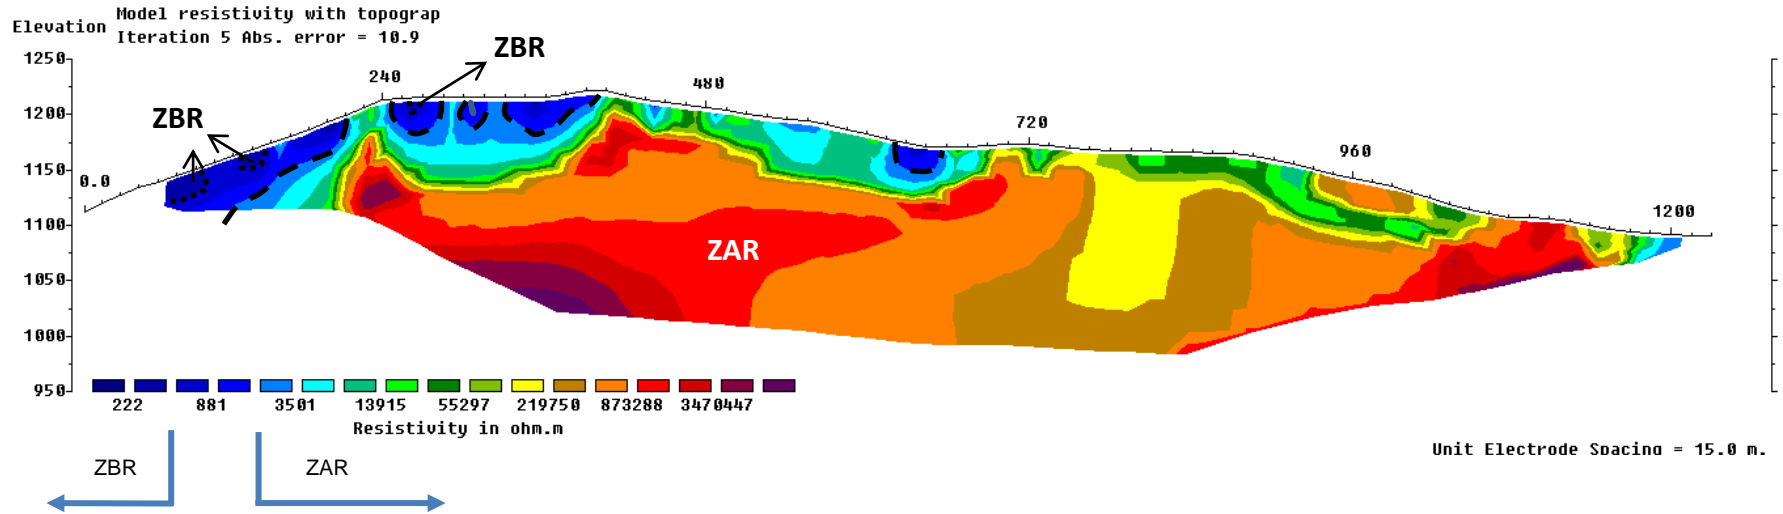 Model resistivity with topograp
Elevation
Iteration 5 Abs. error = 10.9
ZBR
1250
240
480
1200
ZBR
720
960
1150
0.0
1200
1100
ZAR
1050
1000
950
222 881 3501 13915 55297 219750 873288 3470447
Resistivity in ohm.m
Unit Electrode Spacing = 15.0 m.
ZBR ZAR